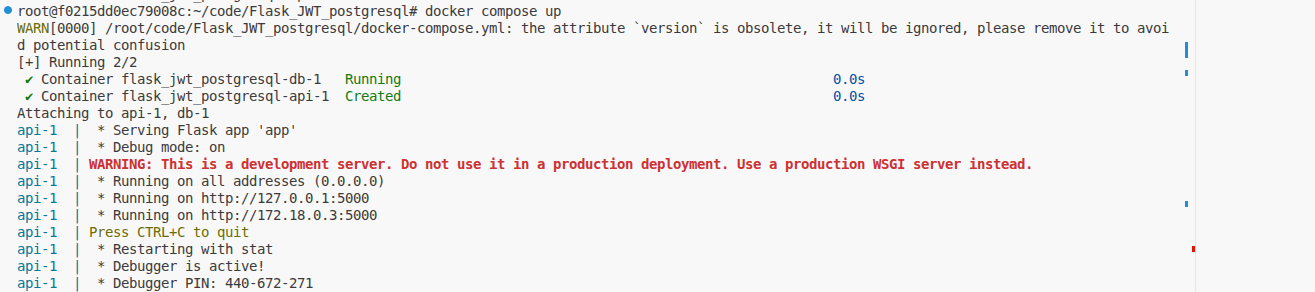 root@f0215dd0ec79008c:~/code/Flask_JWT_postgresql# docker compose up
WARN[0000] /root/code/Flask_JWT_postgresql/docker-compose.yml: the attribute `version` is obsolete, it will be ignored, please remove it to avoi
d potential confusion
[+] Running 2/2
✔ Container flask_jwt_postgresql-db-1 Running 0.0s
✔ Container flask_jwt_postgresql-api-1 Created 0.0s
Attaching to api-1, db-1
api-1 | * Serving Flask app 'app'
api-1 | * Debug mode: on
api-1 | WARNING: This is a development server. Do not use it in a production deployment. Use a production WSGI server instead.
api-1 | * Running on all addresses (0.0.0.0)
api-1 | * Running on http://127.0.0.1:5000
api-1 | * Running on http://172.18.0.3:5000
api-1 | Press CTRL+C to quit
api-1 | * Restarting with stat
api-1 | * Debugger is active!
api-1 | * Debugger PIN: 440-672-271